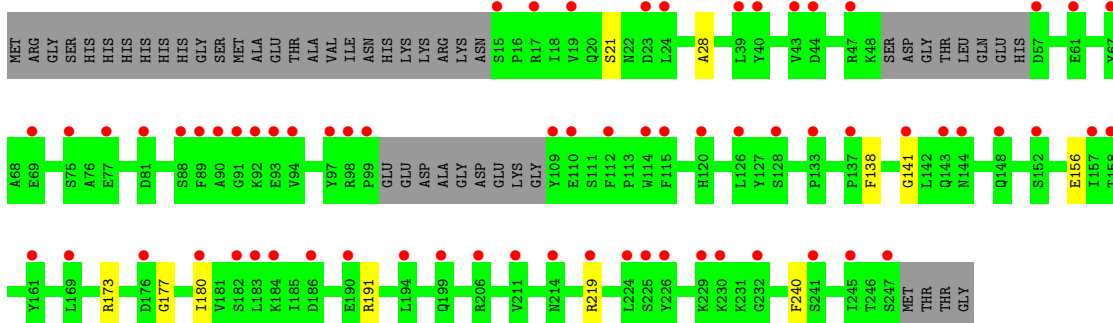 MET ARG GLY SER HIS HIS HIS HIS HIS HIS GLY SER MET ALA GLU THR ALA VAL ILE ASN HIS LYS LYS ARG LYS ASN S15 P16 R17 I18 V19 Q20 S21 N22 D23 L24 A28 L39 Y40 V43 D44 R47 K48 SER ASP GLY THR LEU GLN GLU HIS D57 E61 Y67
A68 E69 S75 A76 E77 D81 S88 F89 A90 G91 K92 E93 V94 Y97 R98 P99 GLU GLU ASP ALA GLY ASP GLU LYS GLY Y109 E110 S111 F112 P113 W114 F115 H120 L126 Y127 S128 P133 P137 F138 G141 L142 Q143 N144 Q148 S152 E156 I157 T158
Y161 L169 R173 D176 G177 I180 V181 S182 L183 K184 I185 D186 E190 R191 L194 Q199 R206 V211 N214 R219 L224 S225 Y226 K229 K230 K231 G232 F240 S241 I245 T246 S247 MET THR THR GLY